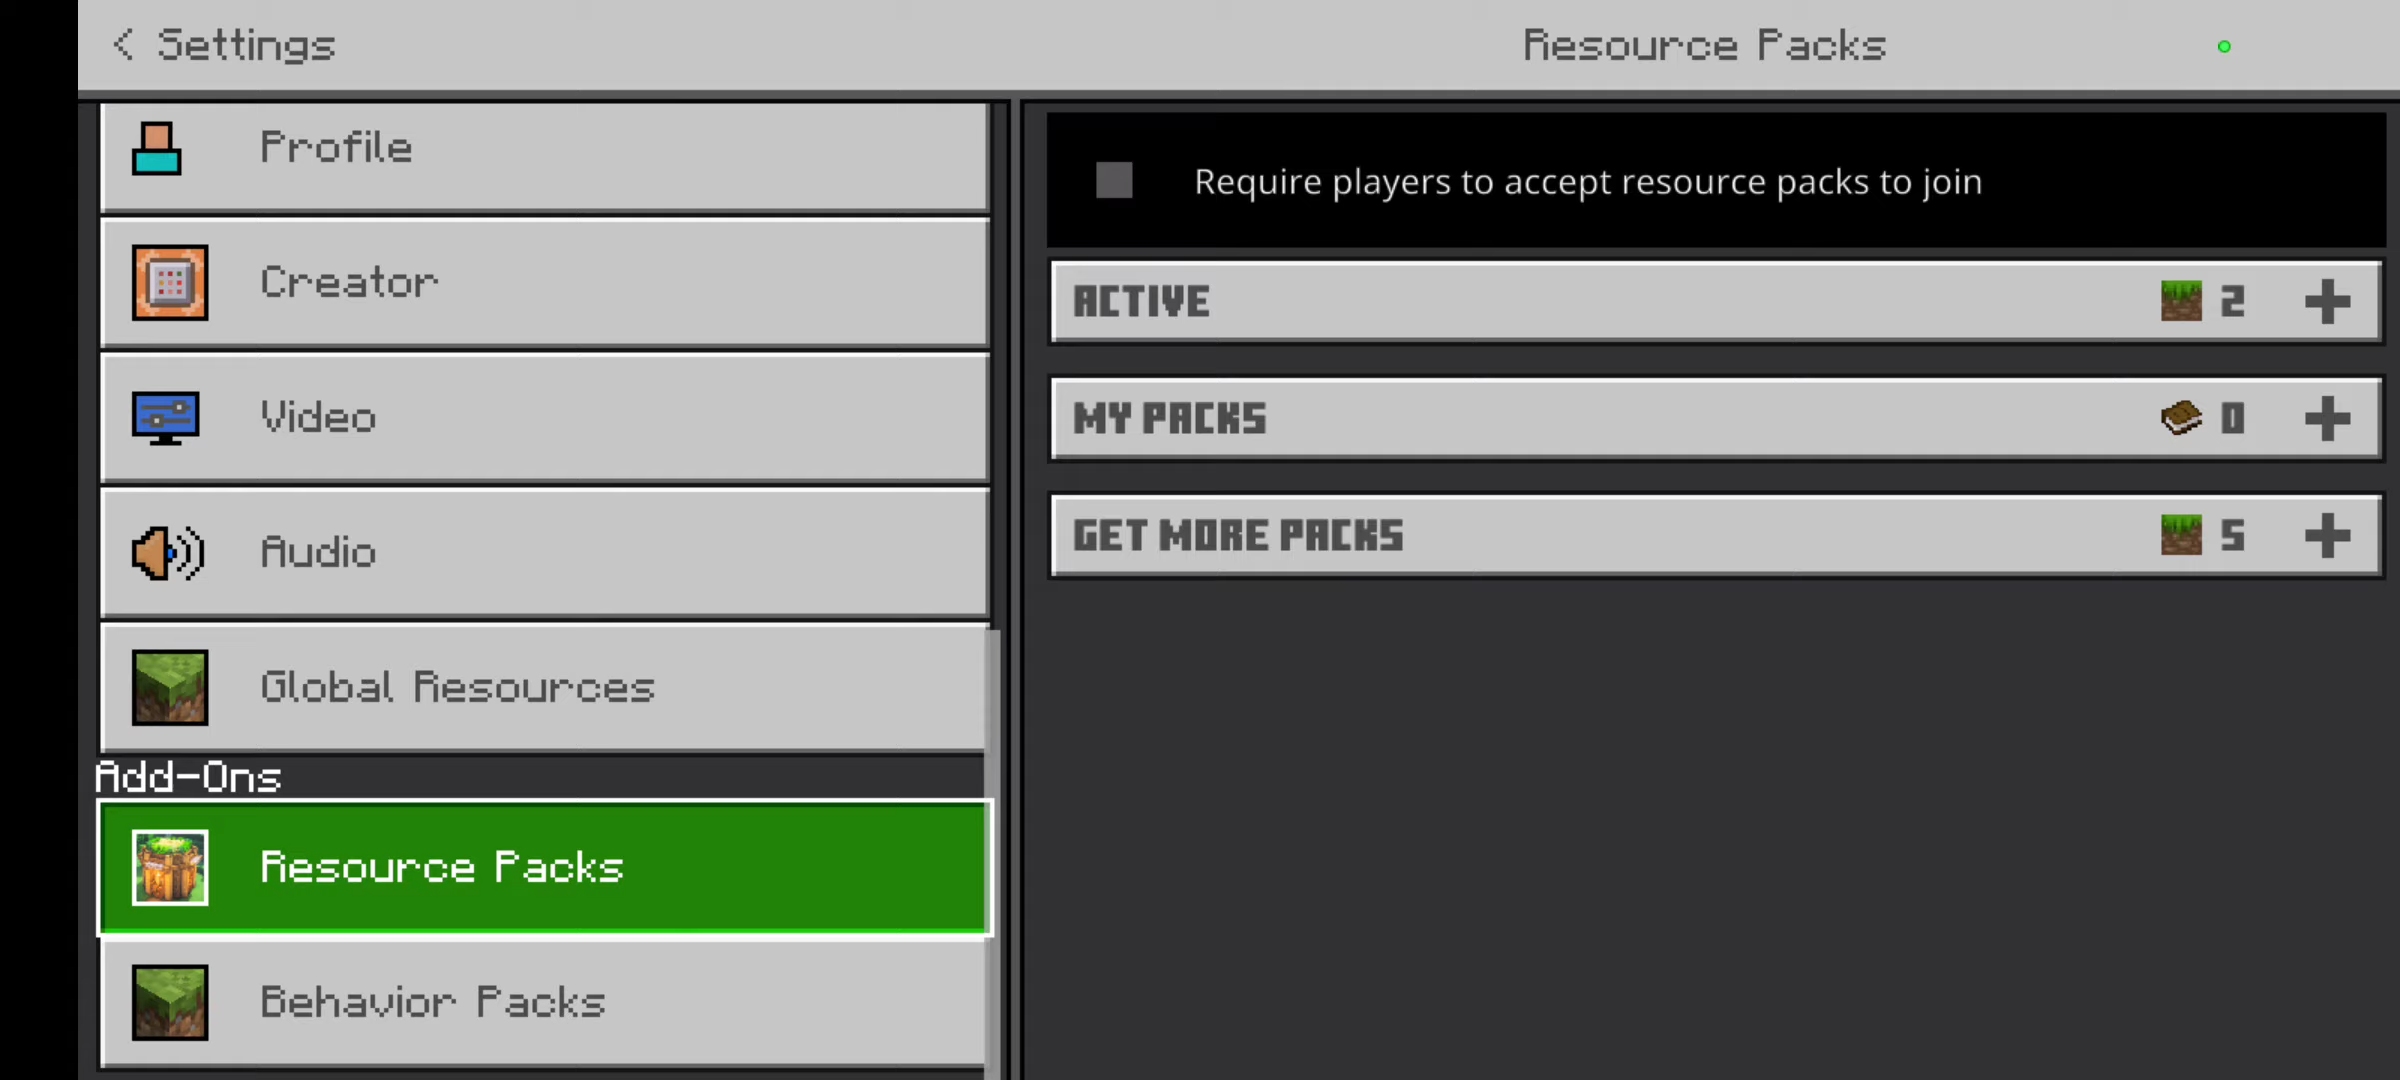 Settings
Resource Packs
Profile
Creator
Video
Audio
Global Resources
Add-Ons
Resource Packs
Behavior Packs
Require players to accept resource packs to join
ACTIVE 2
MY PACKS 0
GET MORE PACKS 5